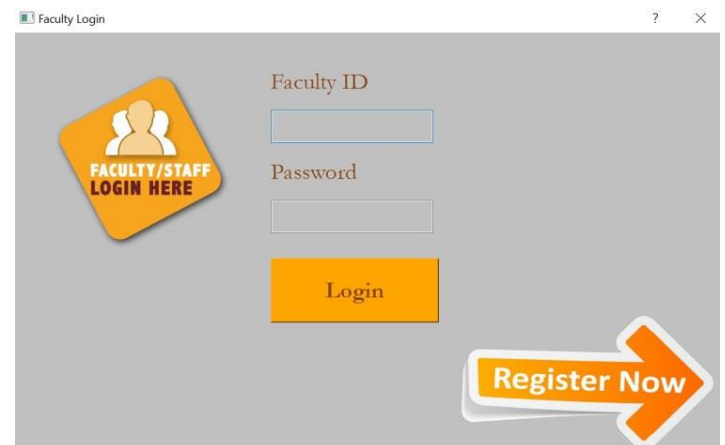 Faculty Login
?
Faculty ID
FACULTY/STAFF
LOGIN HERE
Password
Login
Register Now